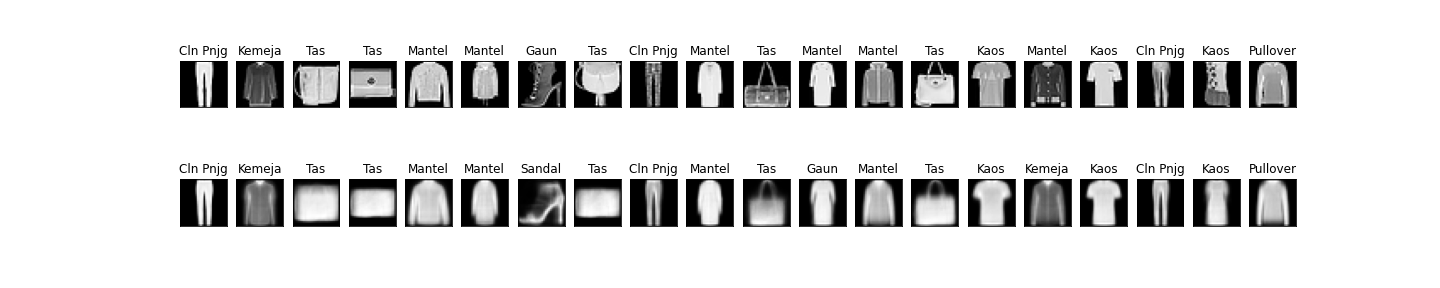 Cln Pnjg Kemeja Tas Tas Mantel Mantel Gaun Tas Cln Pnjg Mantel Tas Mantel Mantel Tas Kaos Mantel Kaos Cln Pnjg Kaos Pullover
Cln Pnjg Kemeja Tas Tas Mantel Mantel Sandal Tas Cln Pnjg Mantel Tas Gaun Mantel Tas Kaos Kemeja Kaos Cln Pnjg Kaos Pullover